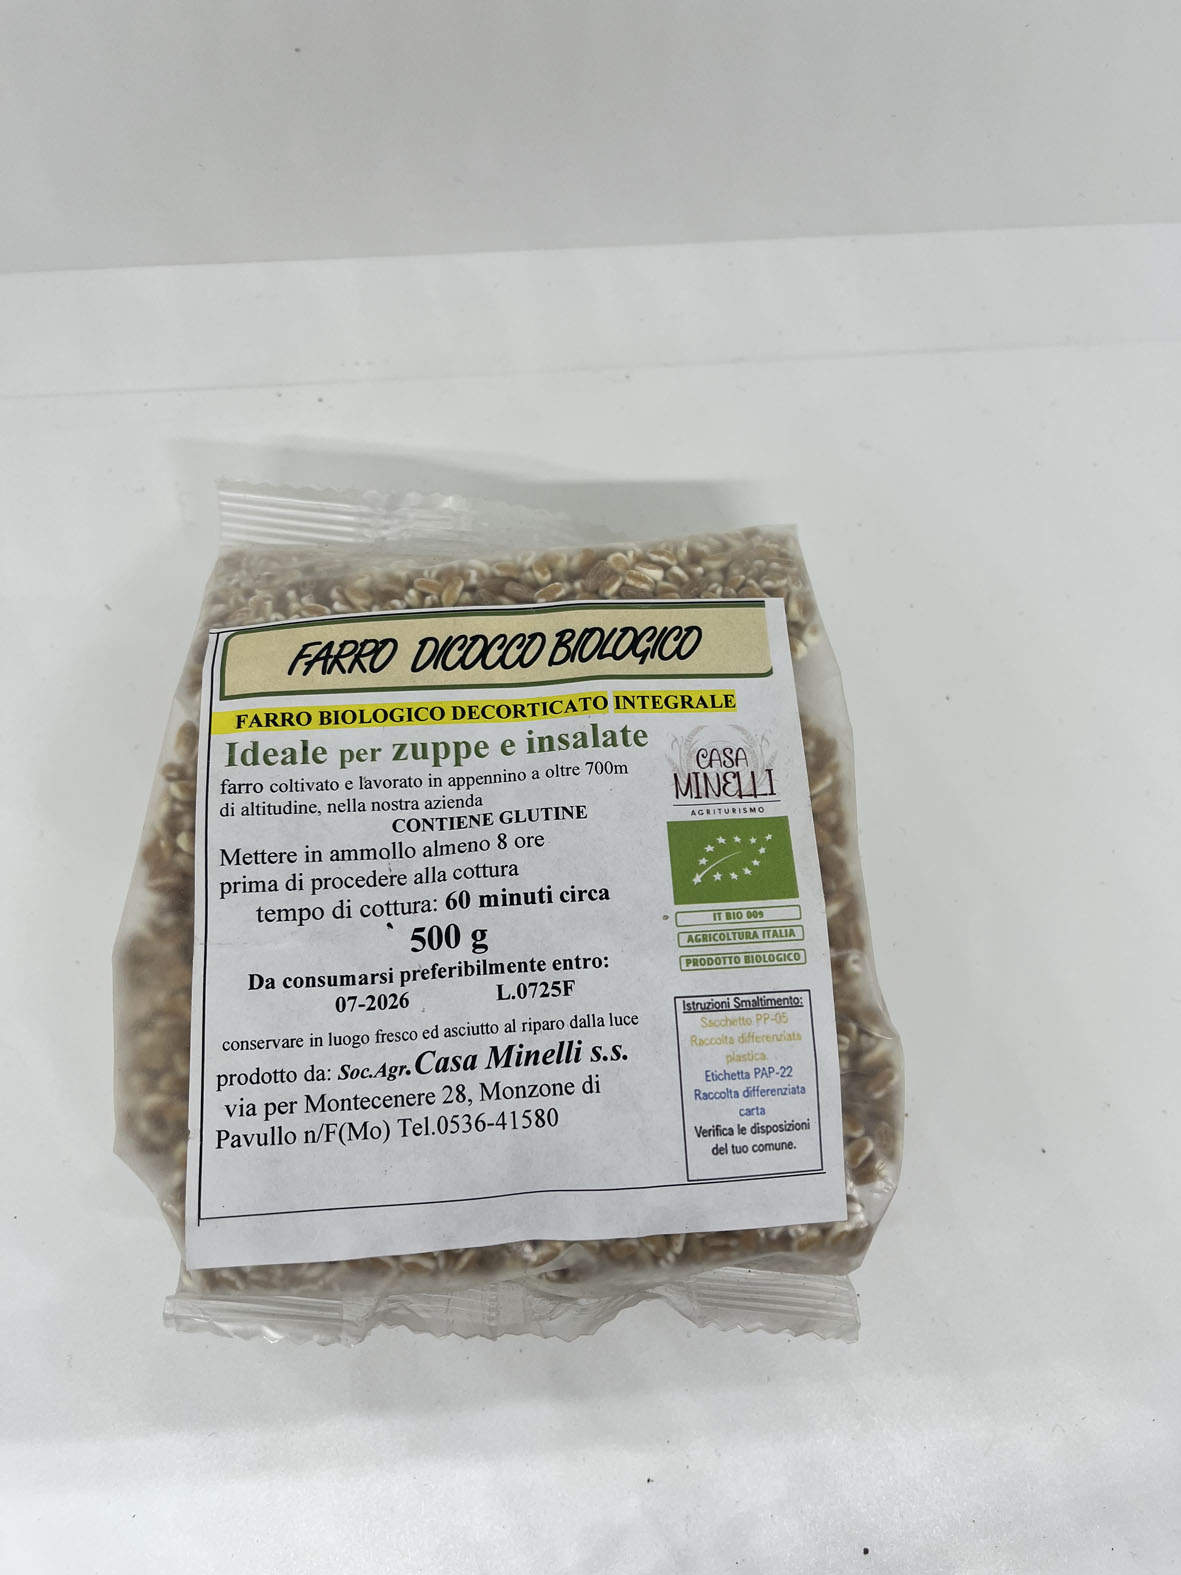 FARRO DICOCCO BIOLOGICO
FARRO BIOLOGICO DECORTICATO INTEGRALE
Ideale per zuppe e insalate
farro coltivato e lavorato in appennino a oltre 700m
di altitudine, nella nostra azienda
CONTIENE GLUTINE
Mettere in ammollo almeno 8 ore
prima di procedere alla cottura
tempo di cottura: 60 minuti circa
500 g
Da consumarsi preferibilmente entro:
07-2026 L.0725F
conservare in luogo fresco ed asciutto al riparo dalla luce
prodotto da: Soc.Agr.Casa Minelli s.s.
via per Montecenere 28, Monzone di
Pavullo n/F(Mo) Tel.0536-41580
CASA
MINELLI
AGRITURISMO
IT BIO 009
AGRICOLTURA ITALIA
PRODOTTO BIOLOGICO
Istruzioni Smaltimento:
Sacchetto PP-05
Raccolta differenziata
plastica.
Etichetta PAP-22
Raccolta differenziata
carta
Verifica le disposizioni
del tuo comune.